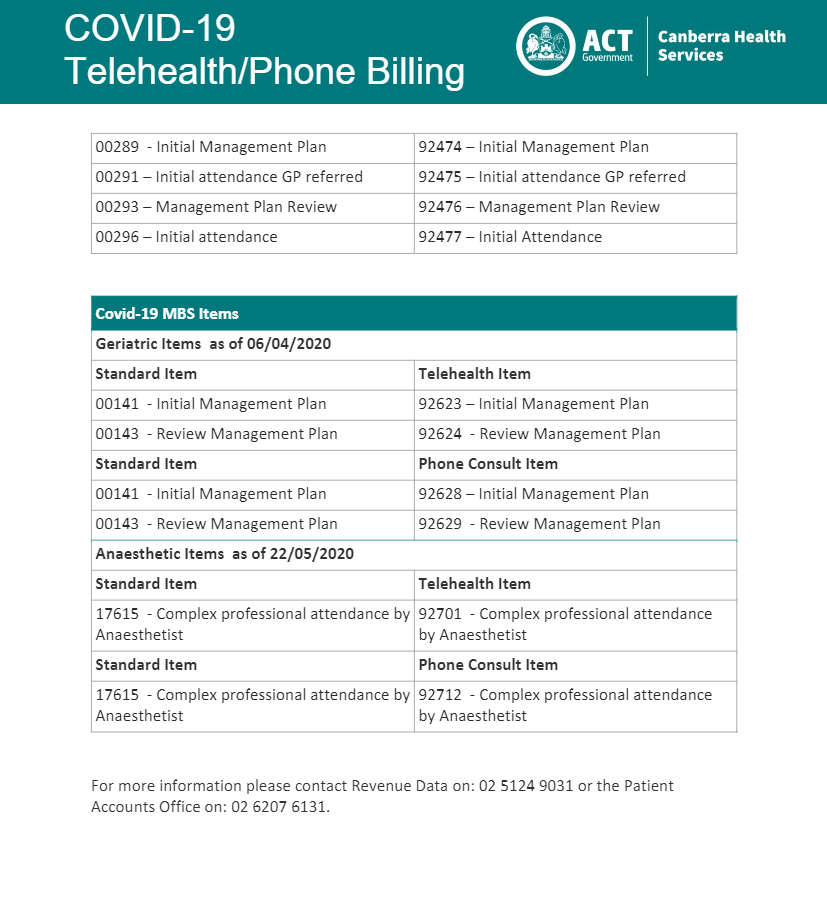 COVID-19
Telehealth/Phone Billing
ACT
Government
Canberra Health
Services
00289  - Initial Management Plan
92474 – Initial Management Plan
00291 – Initial attendance GP referred
92475 – Initial attendance GP referred
00293 – Management Plan Review
92476 – Management Plan Review
00296 – Initial attendance
92477 – Initial Attendance
Covid-19 MBS Items
Geriatric Items  as of 06/04/2020
Standard Item
Telehealth Item
00141  - Initial Management Plan
92623 – Initial Management Plan
00143  - Review Management Plan
92624  - Review Management Plan
Standard Item
Phone Consult Item
00141  - Initial Management Plan
92628 – Initial Management Plan
00143  - Review Management Plan
92629  - Review Management Plan
Anaesthetic Items  as of 22/05/2020
Standard Item
Telehealth Item
17615  - Complex professional attendance by
Anaesthetist
92701  - Complex professional attendance
by Anaesthetist
Standard Item
Phone Consult Item
17615  - Complex professional attendance by
Anaesthetist
92712  - Complex professional attendance
by Anaesthetist
For more information please contact Revenue Data on: 02 5124 9031 or the Patient
Accounts Office on: 02 6207 6131.